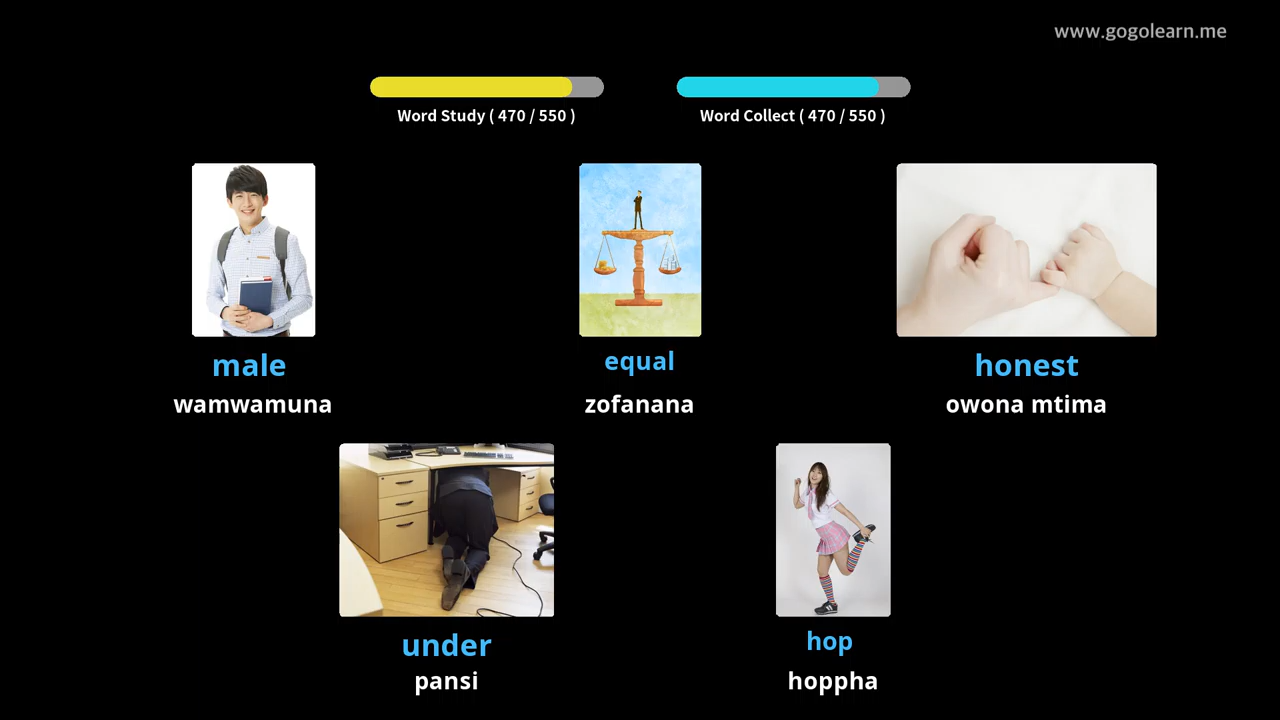 www.gogolearn.me
Word Study ( 470 / 550 )
Word Collect ( 470 / 550 )
male
wamwamuna
equal
zofanana
honest
owona mtima
under
pansi
hop
hoppha